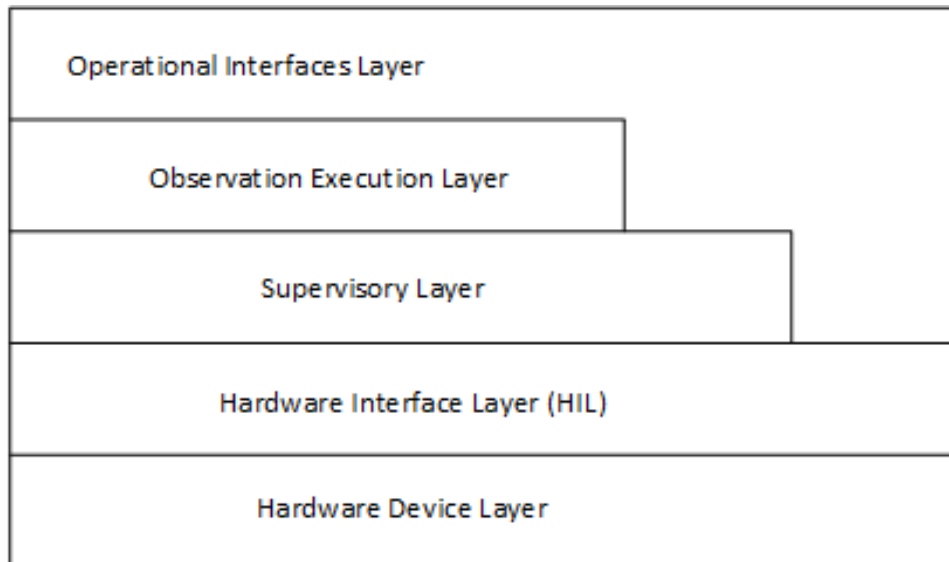 Operational Interfaces Layer
Observation Execution Layer
Supervisory Layer
Hardware Interface Layer (HIL)
Hardware Device Layer